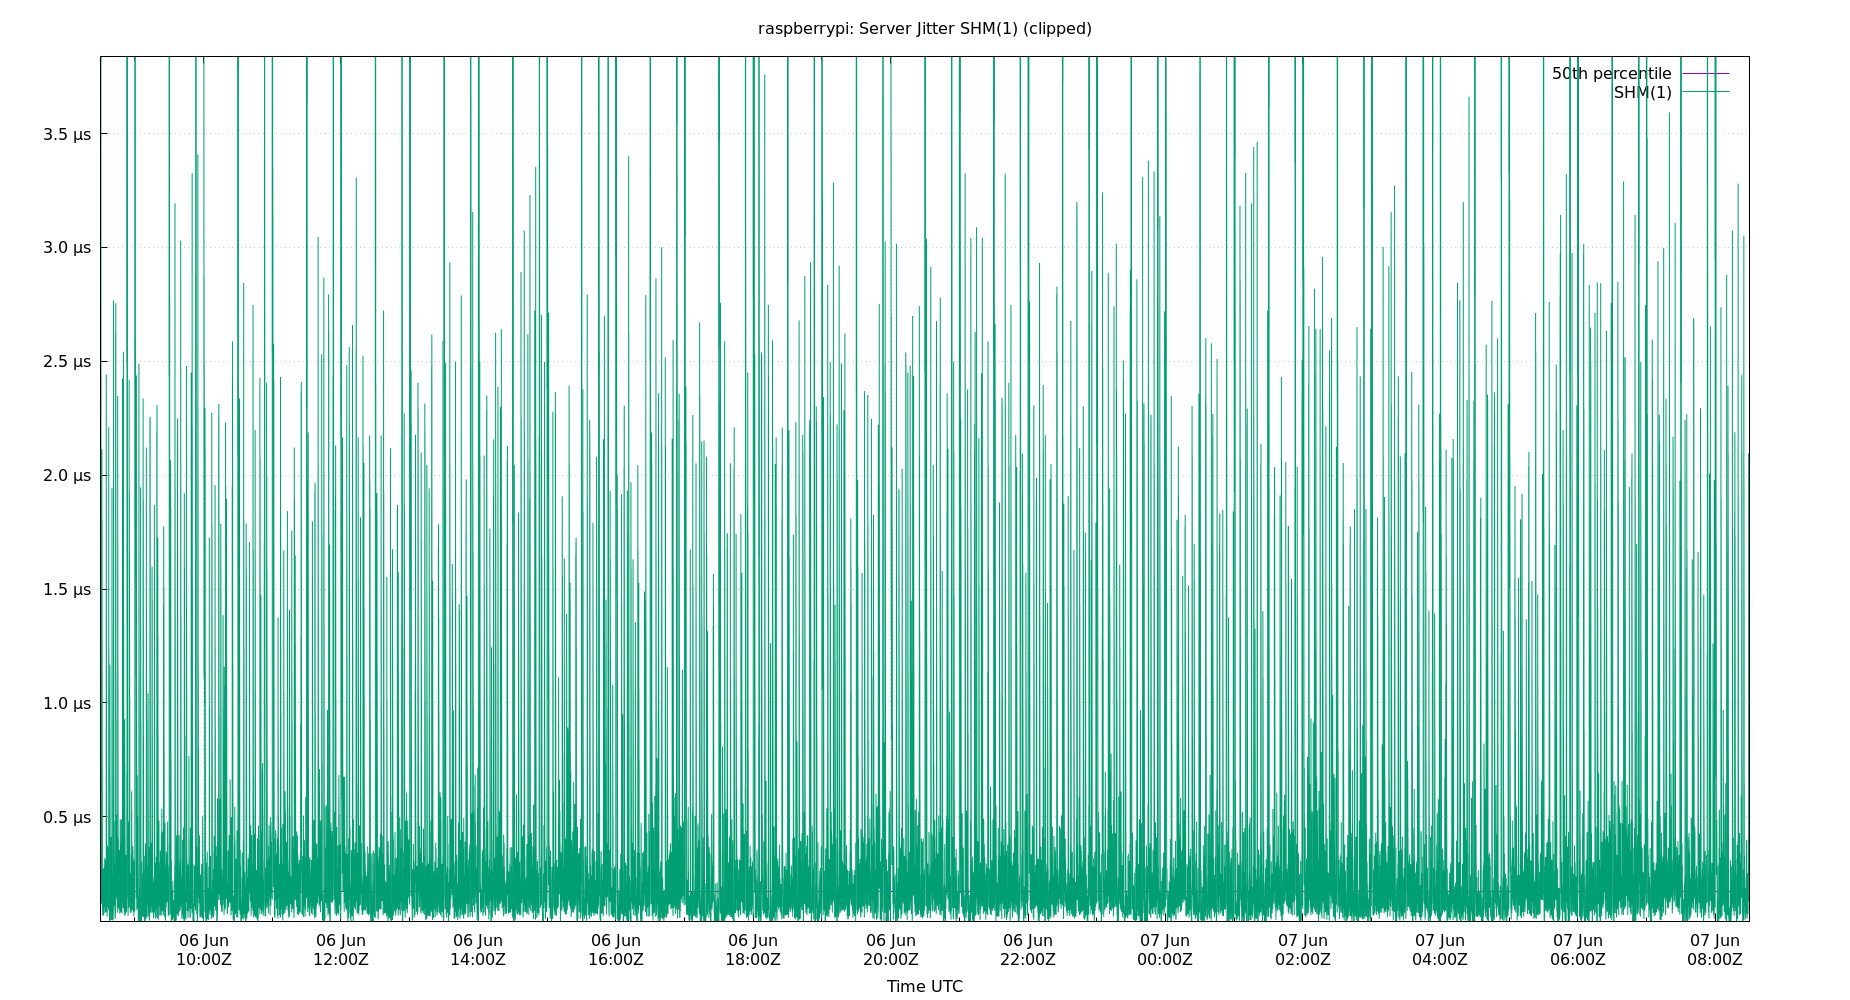 raspberrypi: Server Jitter SHM(1) (clipped)
50th percentile
SHM(1)
3.5 µs
3.0 µs
2.5 µs
2.0 µs
1.5 µs
1.0 µs
0.5 µs
06 Jun 06 Jun 06 Jun 06 Jun 06 Jun 06 Jun 06 Jun 07 Jun 07 Jun 07 Jun 07 Jun 07 Jun
10:00Z 12:00Z 14:00Z 16:00Z 18:00Z 20:00Z 22:00Z 00:00Z 02:00Z 04:00Z 06:00Z 08:00Z
Time UTC